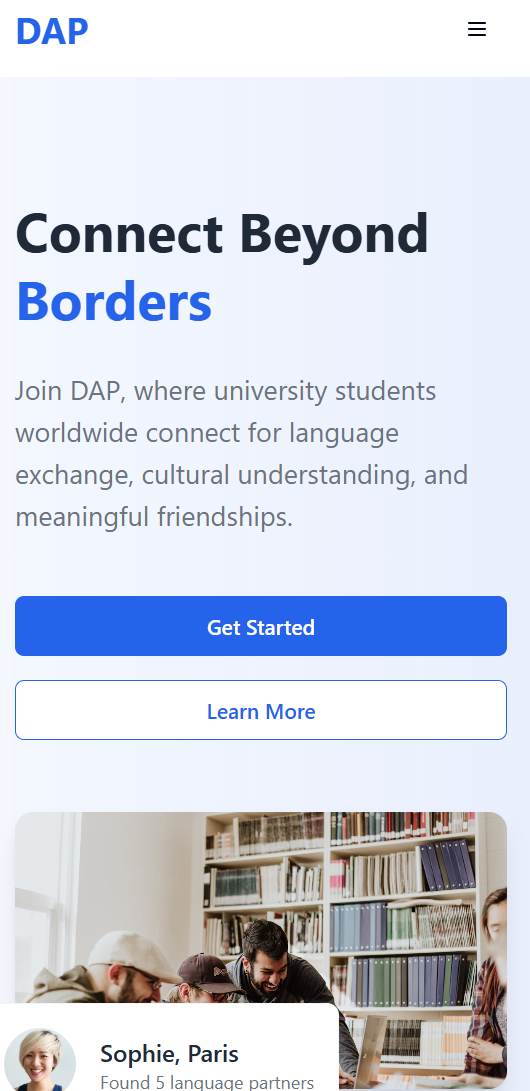 DAP
Connect Beyond
Borders
Join DAP, where university students
worldwide connect for language
exchange, cultural understanding, and
meaningful friendships.
Get Started
Learn More
Sophie, Paris
Found 5 language partners